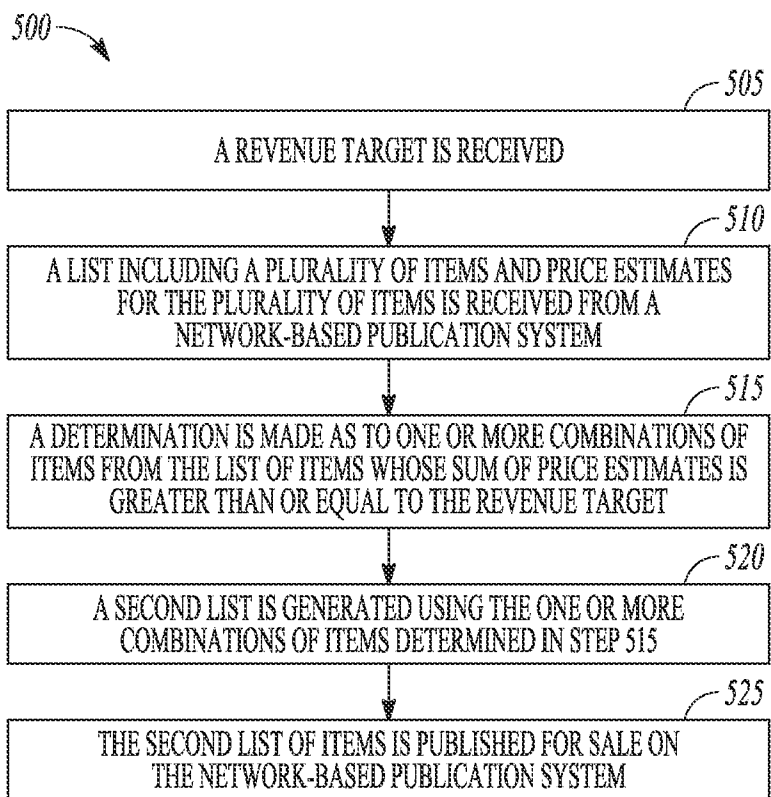 500
505
A REVENUE TARGET IS RECEIVED
510
A LIST INCLUDING A PLURALITY OF ITEMS AND PRICE ESTIMATES
FOR THE PLURALITY OF ITEMS IS RECEIVED FROM A
NETWORK-BASED PUBLICATION SYSTEM
515
A DETERMINATION IS MADE AS TO ONE OR MORE COMBINATIONS OF
ITEMS FROM THE LIST OF ITEMS WHOSE SUM OF PRICE ESTIMATES IS
GREATER THAN OR EQUAL TO THE REVENUE TARGET
520
A SECOND LIST IS GENERATED USING THE ONE OR MORE
COMBINATIONS OF ITEMS DETERMINED IN STEP 515
525
THE SECOND LIST OF ITEMS IS PUBLISHED FOR SALE ON
THE NETWORK-BASED PUBLICATION SYSTEM